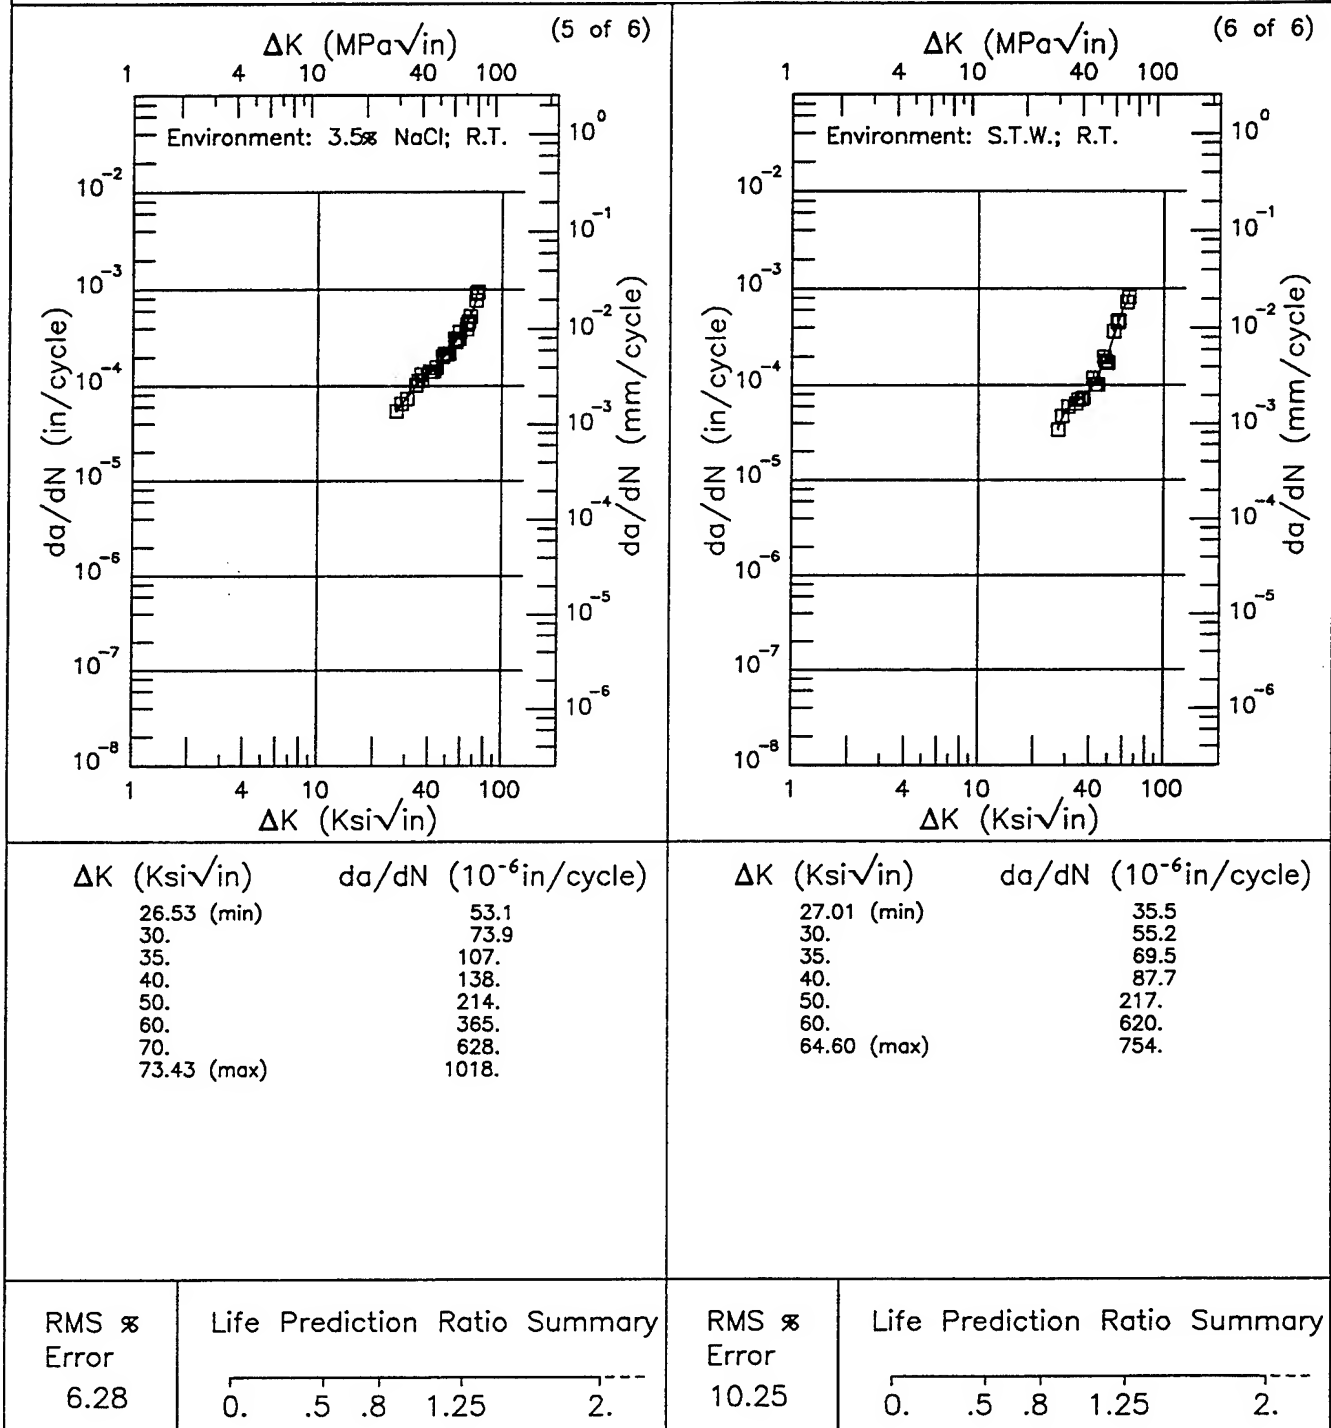 (5 of 6)
ΔK (MPa√in)
1 4 10 40 100
Environment: 3.5% NaCl; R.T.
da/dN (in/cycle)
10⁻²
10⁻³
10⁻⁴
10⁻⁵
10⁻⁶
10⁻⁷
10⁻⁸
10⁰
10⁻¹
10⁻²
10⁻³
10⁻⁴
10⁻⁵
10⁻⁶
da/dN (mm/cycle)
1 4 10 40 100
ΔK (Ksi√in)
ΔK (Ksi√in) da/dN (10⁻⁶in/cycle)
26.53 (min) 53.1
30. 73.9
35. 107.
40. 138.
50. 214.
60. 365.
70. 628.
73.43 (max) 1018.
RMS %
Error
6.28
Life Prediction Ratio Summary
0. .5 .8 1.25 2.
(6 of 6)
ΔK (MPa√in)
1 4 10 40 100
Environment: S.T.W.; R.T.
da/dN (in/cycle)
10⁻²
10⁻³
10⁻⁴
10⁻⁵
10⁻⁶
10⁻⁷
10⁻⁸
10⁰
10⁻¹
10⁻²
10⁻³
10⁻⁴
10⁻⁵
10⁻⁶
da/dN (mm/cycle)
1 4 10 40 100
ΔK (Ksi√in)
ΔK (Ksi√in) da/dN (10⁻⁶in/cycle)
27.01 (min) 35.5
30. 55.2
35. 69.5
40. 87.7
50. 217.
60. 620.
64.60 (max) 754.
RMS %
Error
10.25
Life Prediction Ratio Summary
0. .5 .8 1.25 2.